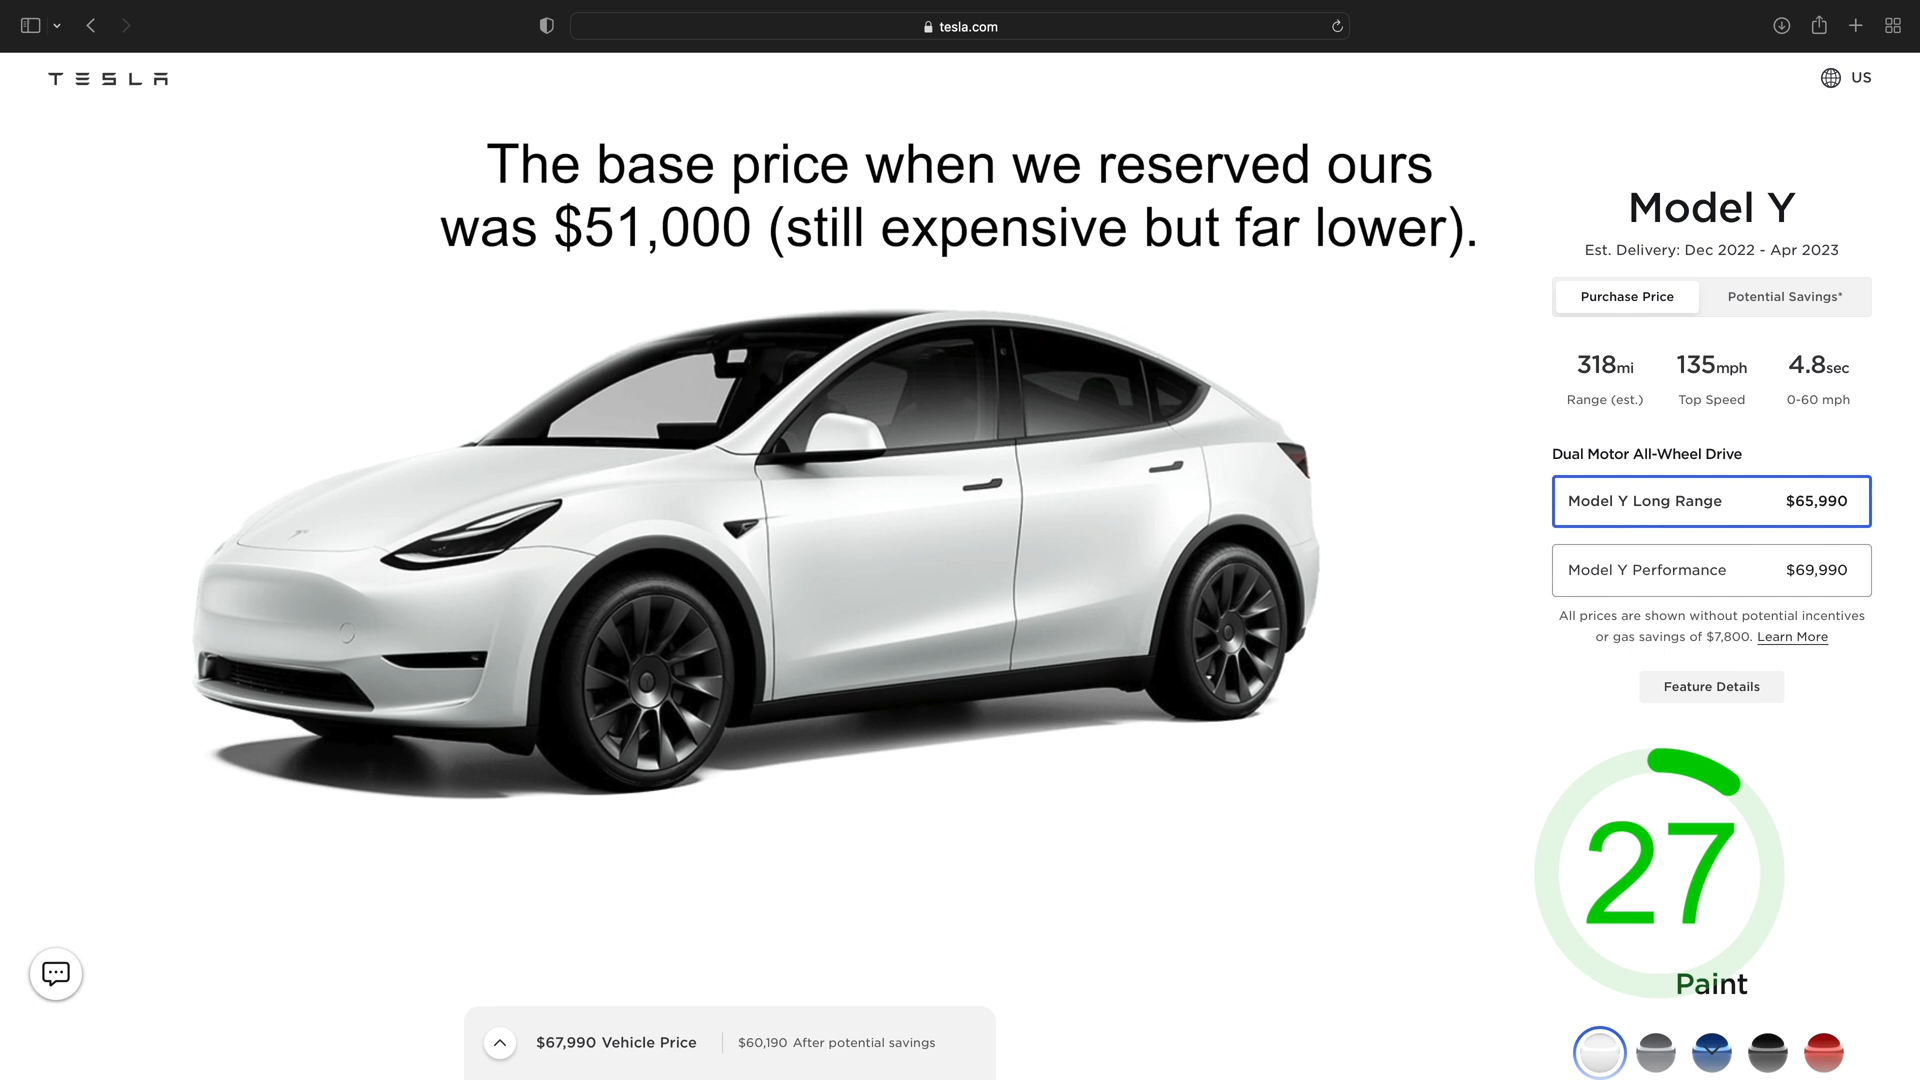 tesla.com
TESLA
US
The base price when we reserved ours
was $51,000 (still expensive but far lower).
Model Y
Est. Delivery: Dec 2022 - Apr 2023
Purchase Price
Potential Savings*
318mi
135mph
4.8sec
Range (est.)
Top Speed
0-60 mph
Dual Motor All-Wheel Drive
Model Y Long Range $65,990
Model Y Performance $69,990
All prices are shown without potential incentives
or gas savings of $7,800. Learn More
Feature Details
27
Paint
$67,990 Vehicle Price
$60,190 After potential savings